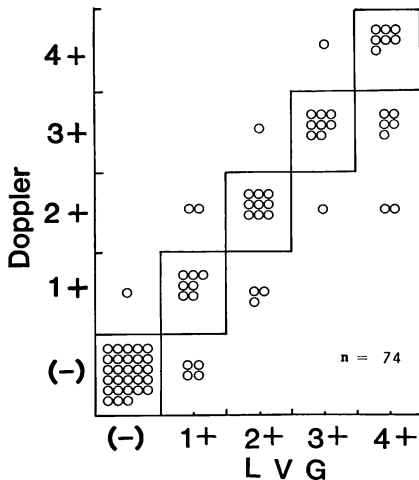 4+
3+
2+
1+
(-)
Doppler
n = 74
(-) 1+ 2+ 3+ 4+
L V G